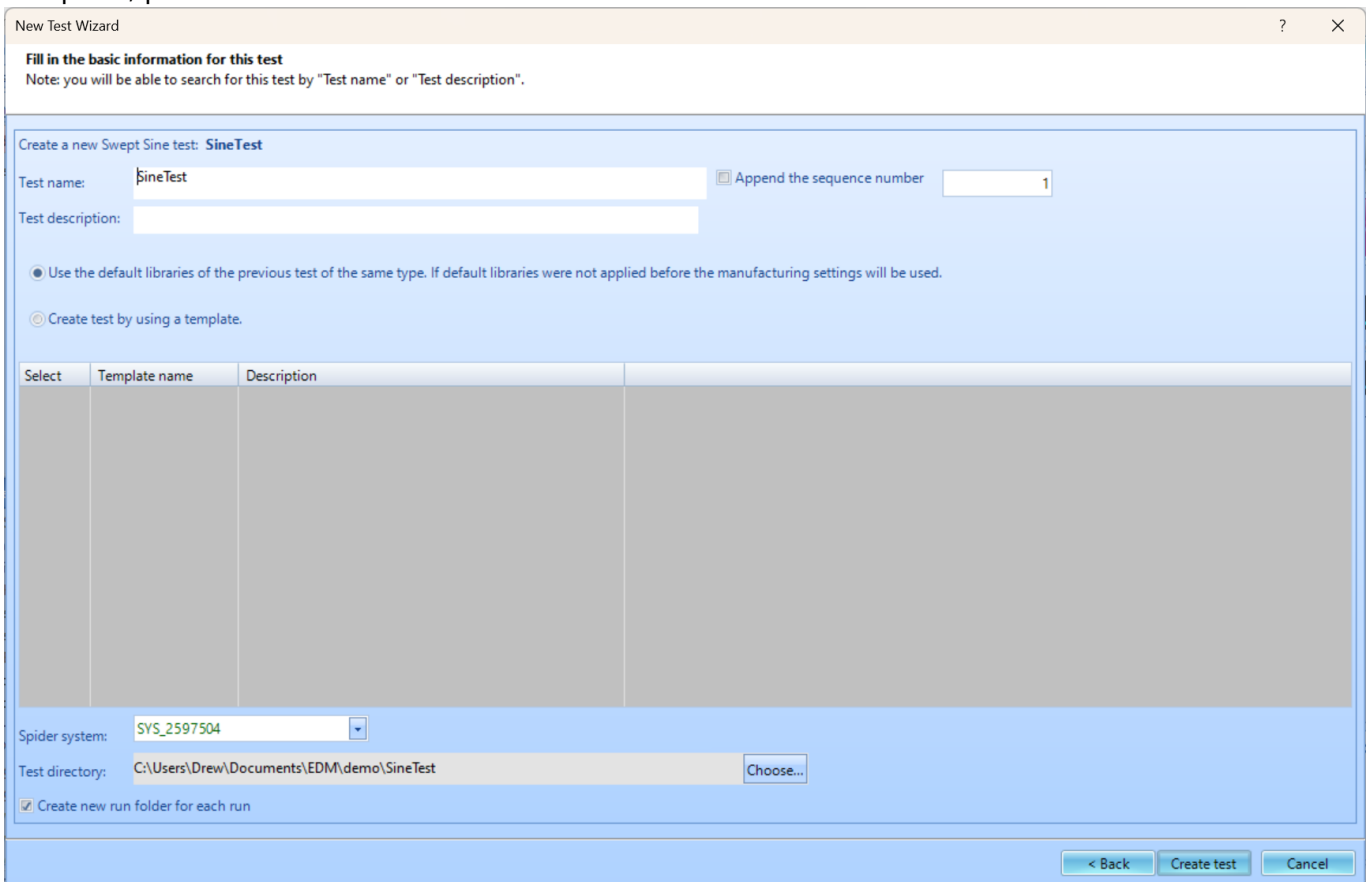 New Test Wizard ?
Fill in the basic information for this test
Note: you will be able to search for this test by "Test name" or "Test description".
Create a new Swept Sine test: SineTest
Test name: SineTest Append the sequence number 1
Test description:
Use the default libraries of the previous test of the same type. If default libraries were not applied before the manufacturing settings will be used.
Create test by using a template.
Select Template name Description
Spider system: SYS_2597504
Test directory: C:\Users\Drew\Documents\EDM\demo\SineTest Choose...
Create new run folder for each run
< Back Create test Cancel